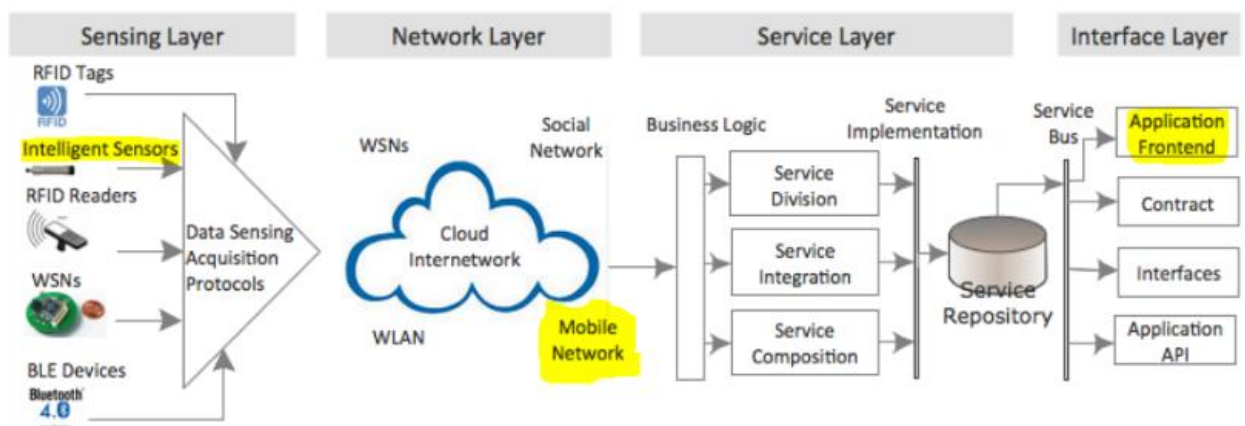 Sensing Layer
Network Layer
Service Layer
Interface Layer
RFID Tags
RFID
Intelligent Sensors
RFID Readers
WSNs
BLE Devices
Bluetooth
4.0
Data Sensing
Acquisition
Protocols
WSNs
Social
Network
Cloud
Internetwork
WLAN
Mobile
Network
Business Logic
Service
Division
Service
Integration
Service
Composition
Service
Implementation
Service
Repository
Service
Bus
Application
Frontend
Contract
Interfaces
Application
API